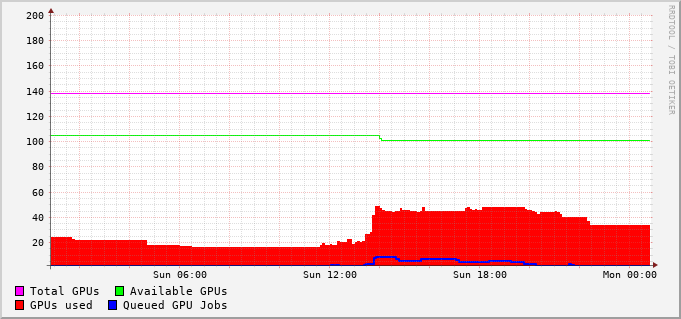 200
180
160
140
120
100
80
60
40
20
Sun 06:00 Sun 12:00 Sun 18:00 Mon 00:00
Total GPUs Available GPUs
GPUs used Queued GPU Jobs
RRDTOOL / TOBI OETIKER